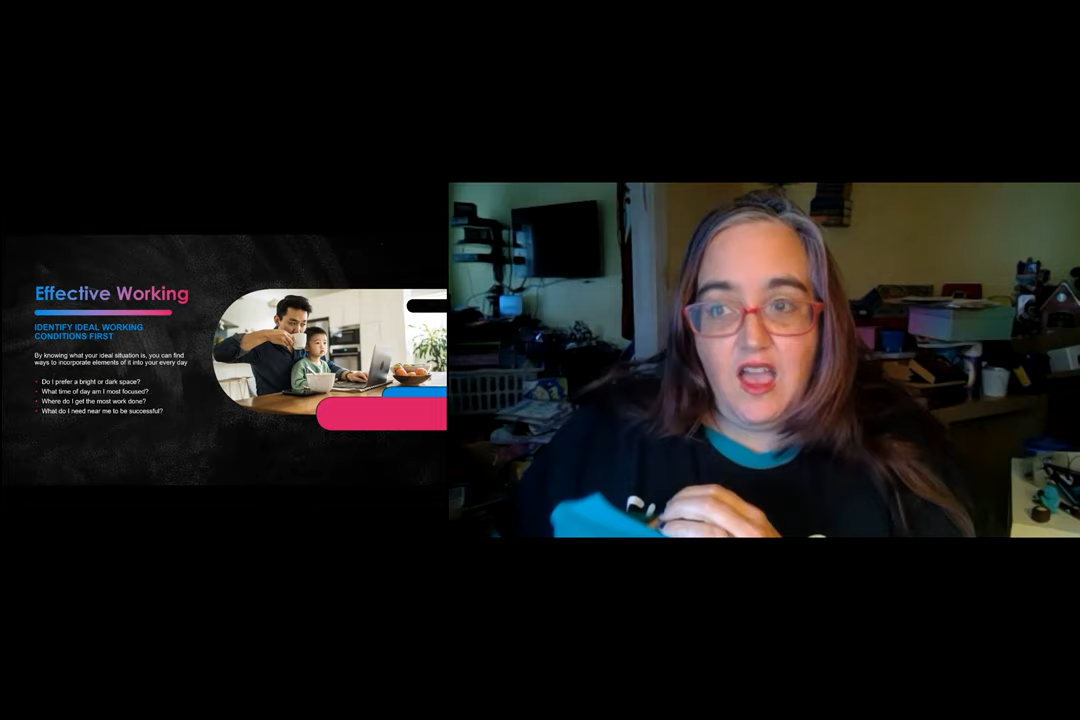 Effective Working
IDENTIFY IDEAL WORKING
CONDITIONS FIRST
By knowing what your ideal situation is, you can find
ways to incorporate elements of it into your every day
Do I prefer a bright or dark space?
What time of day am I most focused?
Where do I get the most work done?
What do I need near me to be successful?